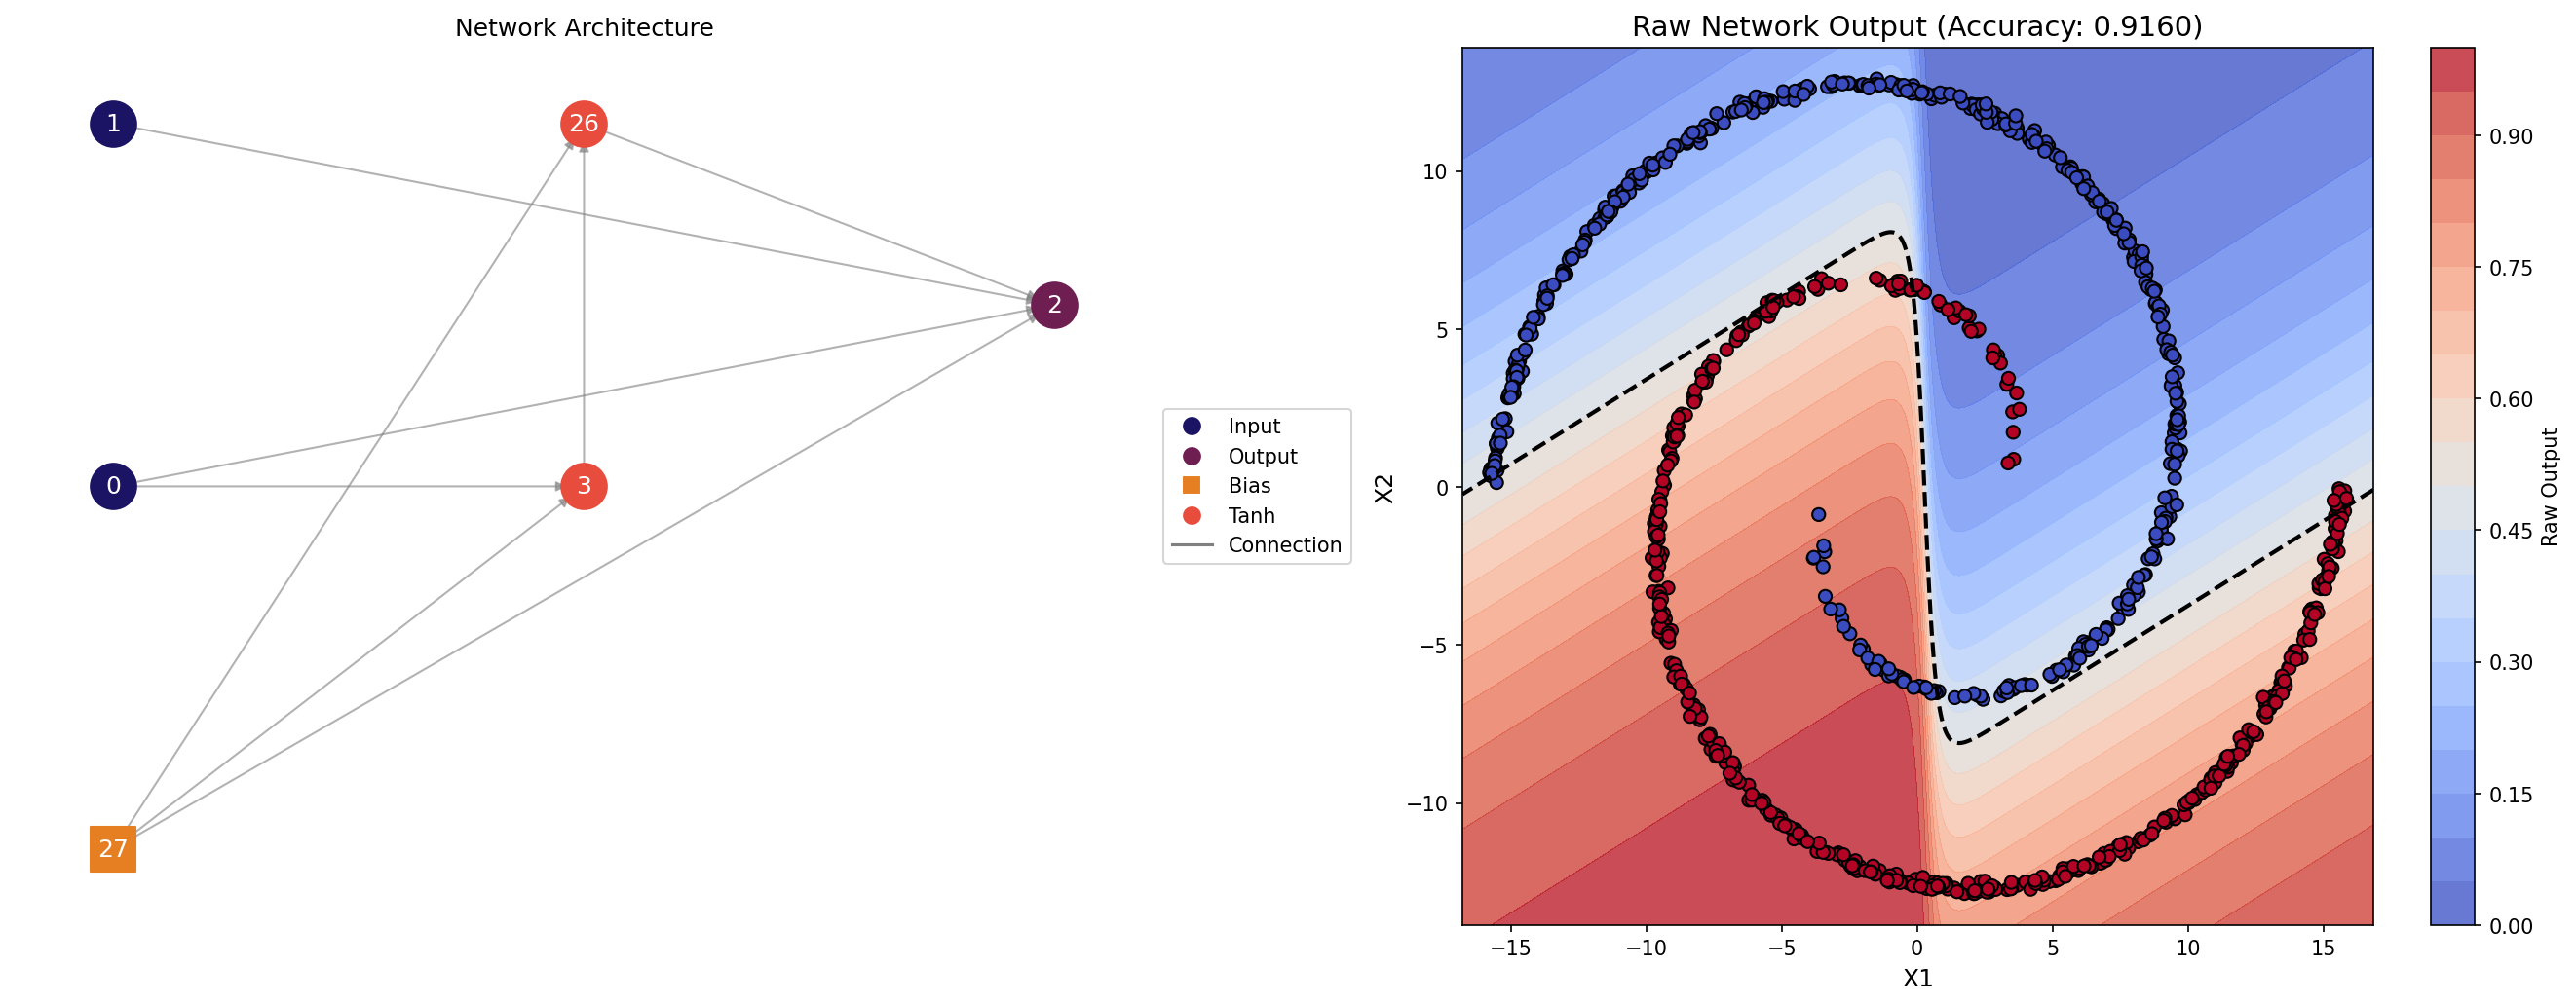 Network Architecture
1
26
2
0
3
27
Input
Output
Bias
Tanh
Connection
Raw Network Output (Accuracy: 0.9160)
X2
10
5
0
−5
−10
−15
−10
−5
0
5
10
15
X1
0.90
0.75
0.60
0.45
0.30
0.15
0.00
Raw Output